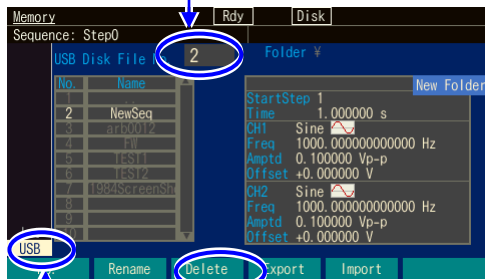 Memory Rdy Disk
Sequence: Step0
USB Disk File N 2 Folder ¥
No. Name
New Folder
1 ..
2 NewSeq
3 arb0012
4 FW
5 TEST1
6 TEST2
7 1984ScreenSho
8
9
StartStep 1
Time 1.000000 s
CH1 Sine
Freq 1000.000000000000 Hz
Amptd 0.100000 Vp-p
Offset +0.000000 V
CH2 Sine
Freq 1000.000000000000 Hz
Amptd 0.100000 Vp-p
Offset +0.000000 V
USB
Rename Delete Export Import